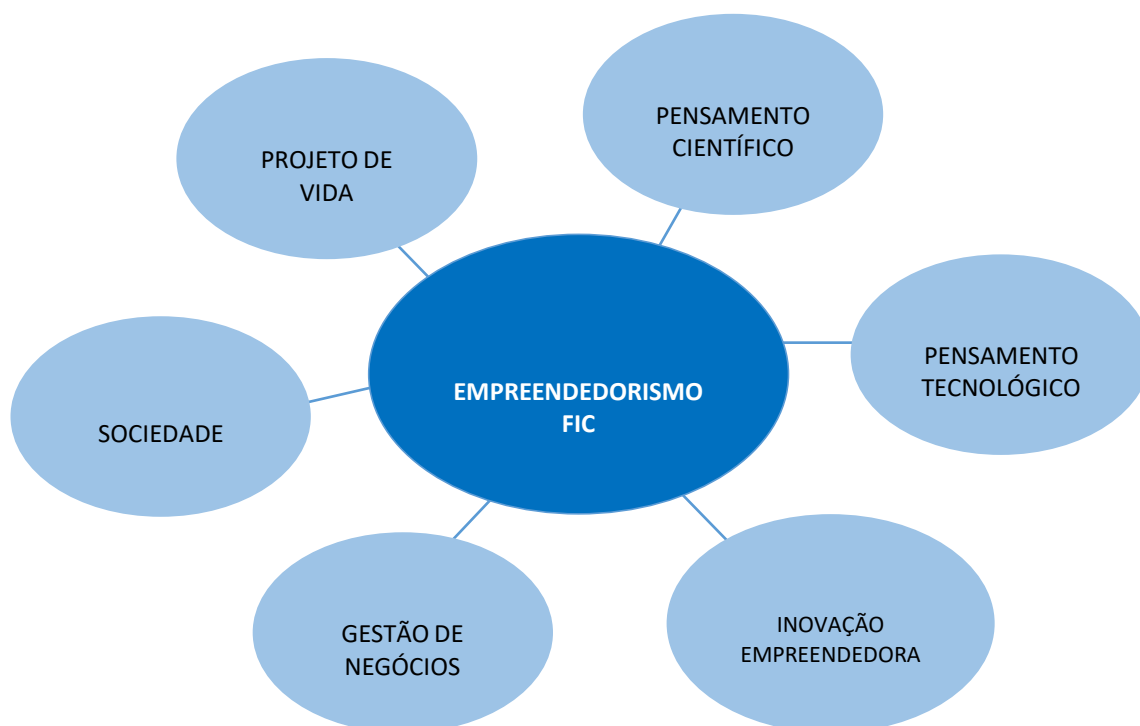 PENSAMENTO
CIENTÍFICO
PROJETO DE
VIDA
PENSAMENTO
TECNOLÓGICO
EMPREENDEDORISMO
FIC
SOCIEDADE
GESTÃO DE
NEGÓCIOS
INOVAÇÃO
EMPREENDEDORA